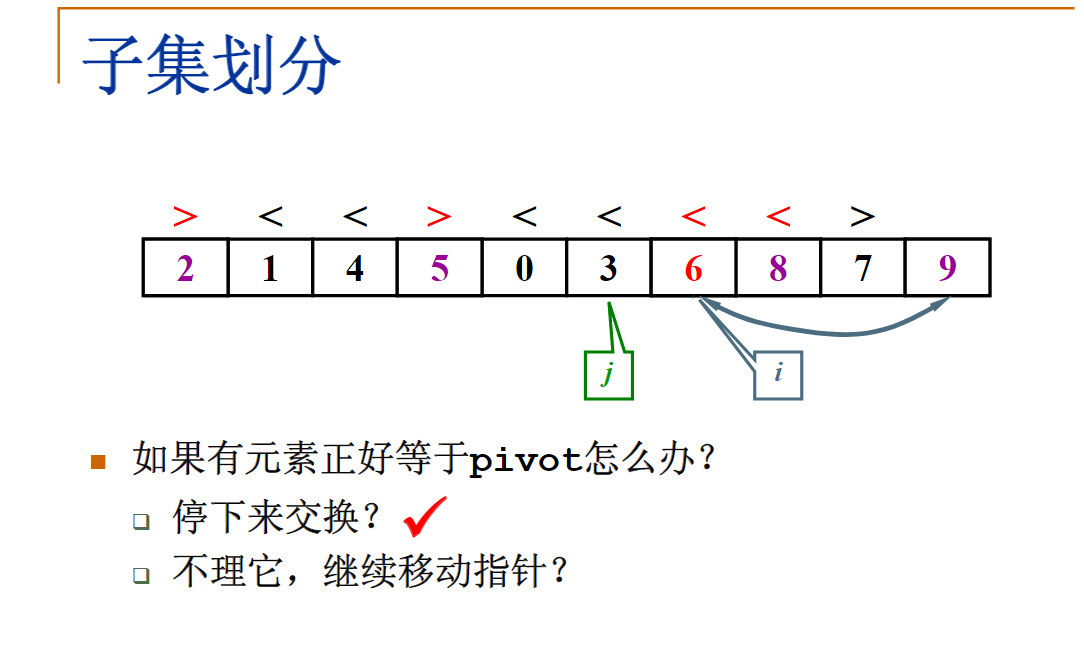 子集划分
> < < > < < < < >
2 1 4 5 0 3 6 8 7 9
j i
如果有元素正好等于pivot怎么办？
停下来交换？
不理它，继续移动指针？